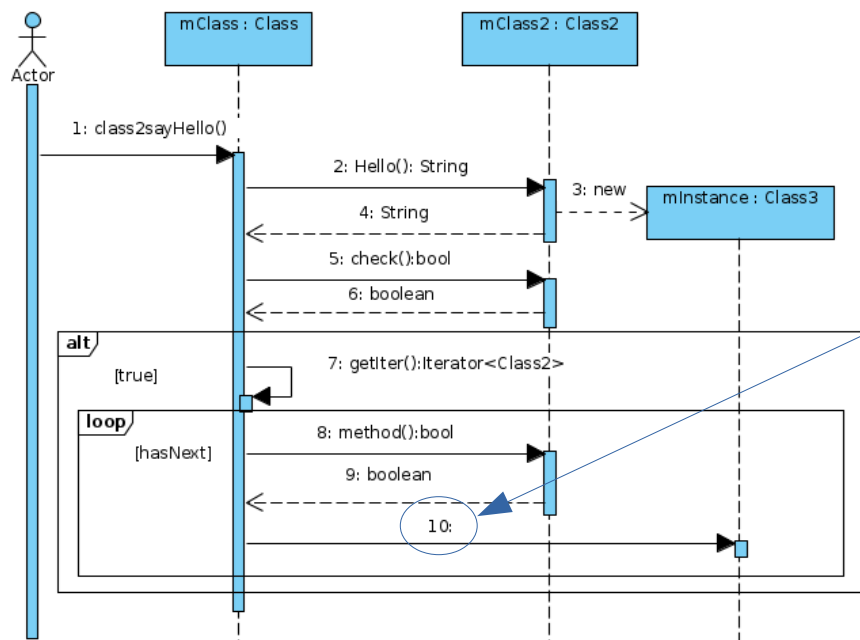 mClass : Class
mClass2 : Class2
Actor
1: class2sayHello()
2: Hello(): String
3: new
mInstance : Class3
4: String
5: check():bool
6: boolean
alt
[true]
7: getIter():Iterator<Class2>
loop
[hasNext]
8: method():bool
9: boolean
10: